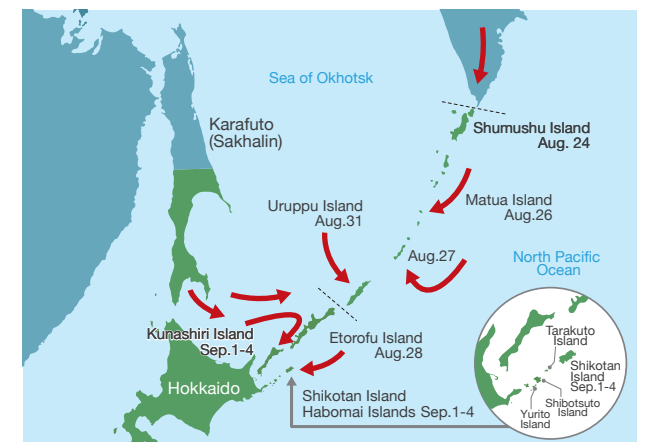 Sea of Okhotsk
Karafuto
(Sakhalin)
Shumushu Island
Aug. 24
Matua Island
Aug.26
Uruppu Island
Aug.31
Aug.27
North Pacific
Ocean
Kunashiri Island
Sep.1-4
Etorofu Island
Aug.28
Hokkaido
Shikotan Island
Habomai Islands Sep.1-4
Tarakuto
Island
Shikotan
Island
Sep.1-4
Shibotsuto
Island
Yurito
Island